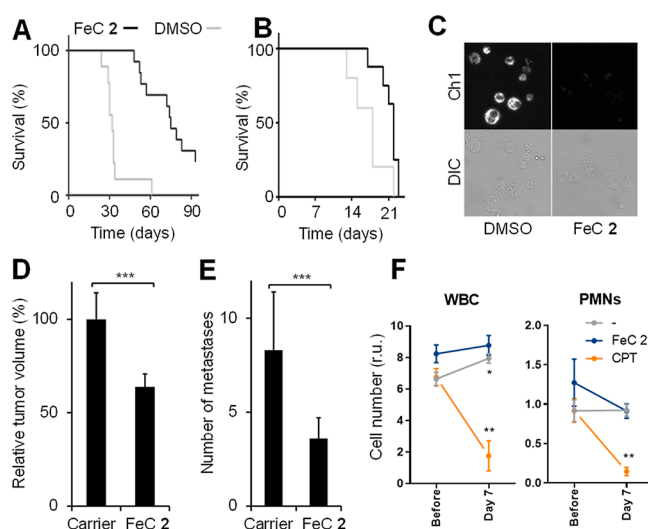 A
FeC 2
DMSO
B
C
Survival (%)
100
50
0
0 30 60 90
Time (days)
Survival (%)
100
50
0
0 7 14 21
Time (days)
Ch1
DIC
DMSO
FeC 2
D
Relative tumor volume (%)
100
50
0
***
Carrier FeC 2
E
Number of metastases
10
5
0
***
Carrier FeC 2
F
WBC
Cell number (r.u.)
10
8
6
4
2
0
*
**
Before
Day 7
PMNs
-
FeC 2
CPT
2.0
1.5
1.0
0.5
0.0
**
Before
Day 7